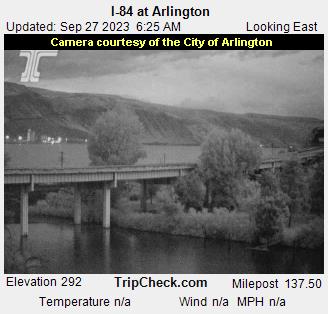 I-84 at Arlington
Updated: Sep 27 2023 6:25 AM Looking East
Camera courtesy of the City of Arlington
Elevation 292 TripCheck.com Milepost 137.50
Temperature n/a Wind n/a MPH n/a